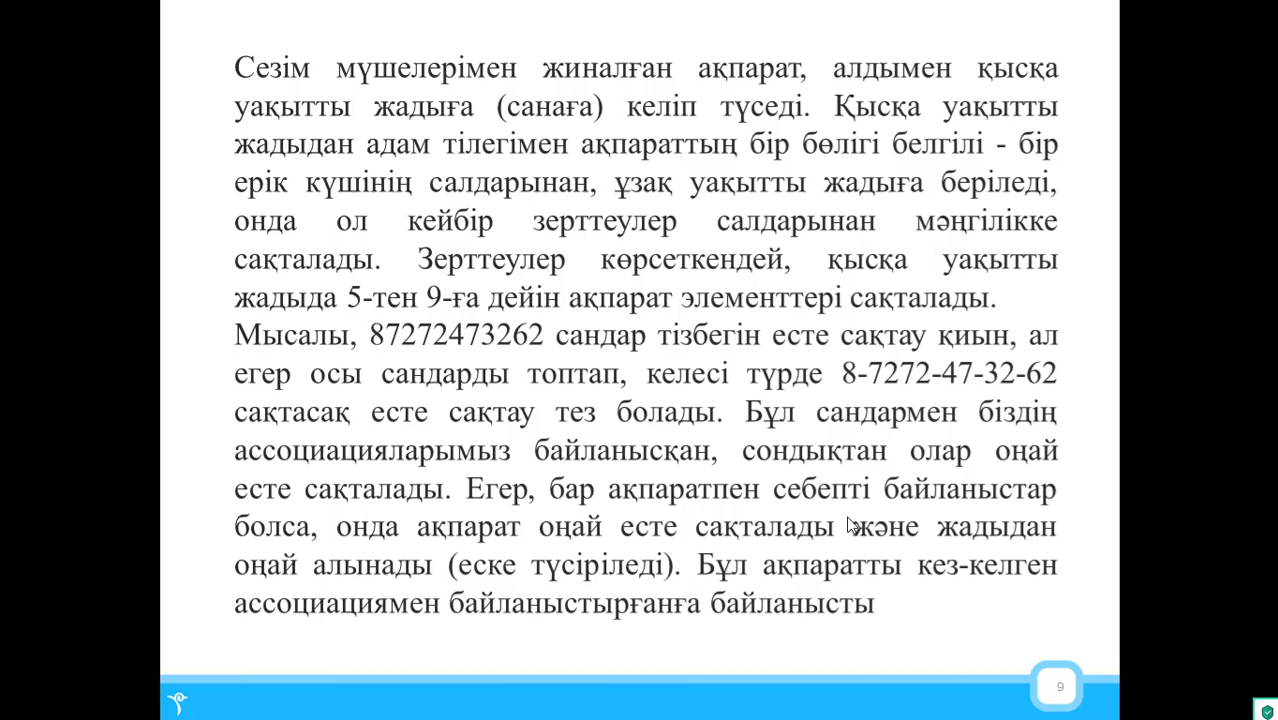 Сезім мүшелерімен жиналған ақпарат, алдымен қысқа
уақытты жадыға (санаға) келіп түседі. Қысқа уақытты
жадыдан адам тілегімен ақпараттың бір бөлігі белгілі - бір
ерік күшінің салдарынан, ұзақ уақытты жадыға беріледі,
онда ол кейбір зерттеулер салдарынан мәңгілікке
сақталады. Зерттеулер көрсеткендей, қысқа уақытты
жадыда 5-тен 9-ға дейін ақпарат элементтері сақталады.
Мысалы, 87272473262 сандар тізбегін есте сақтау қиын, ал
егер осы сандарды топтап, келесі түрде 8-7272-47-32-62
сақтасақ есте сақтау тез болады. Бұл сандармен біздің
ассоциацияларымыз байланысқан, сондықтан олар оңай
есте сақталады. Егер, бар ақпаратпен себепті байланыстар
болса, онда ақпарат оңай есте сақталады және жадыдан
оңай алынады (еске түсіріледі). Бұл ақпаратты кез-келген
ассоциациямен байланыстырғанға байланысты
9